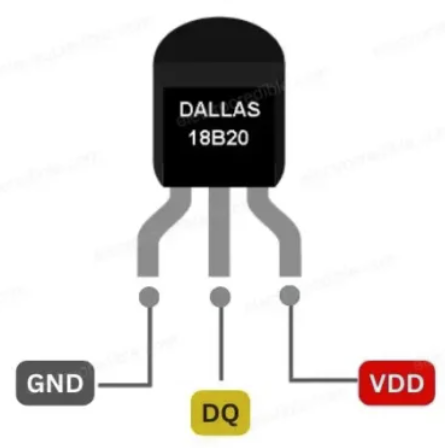 DALLAS
18B20
GND
DQ
VDD